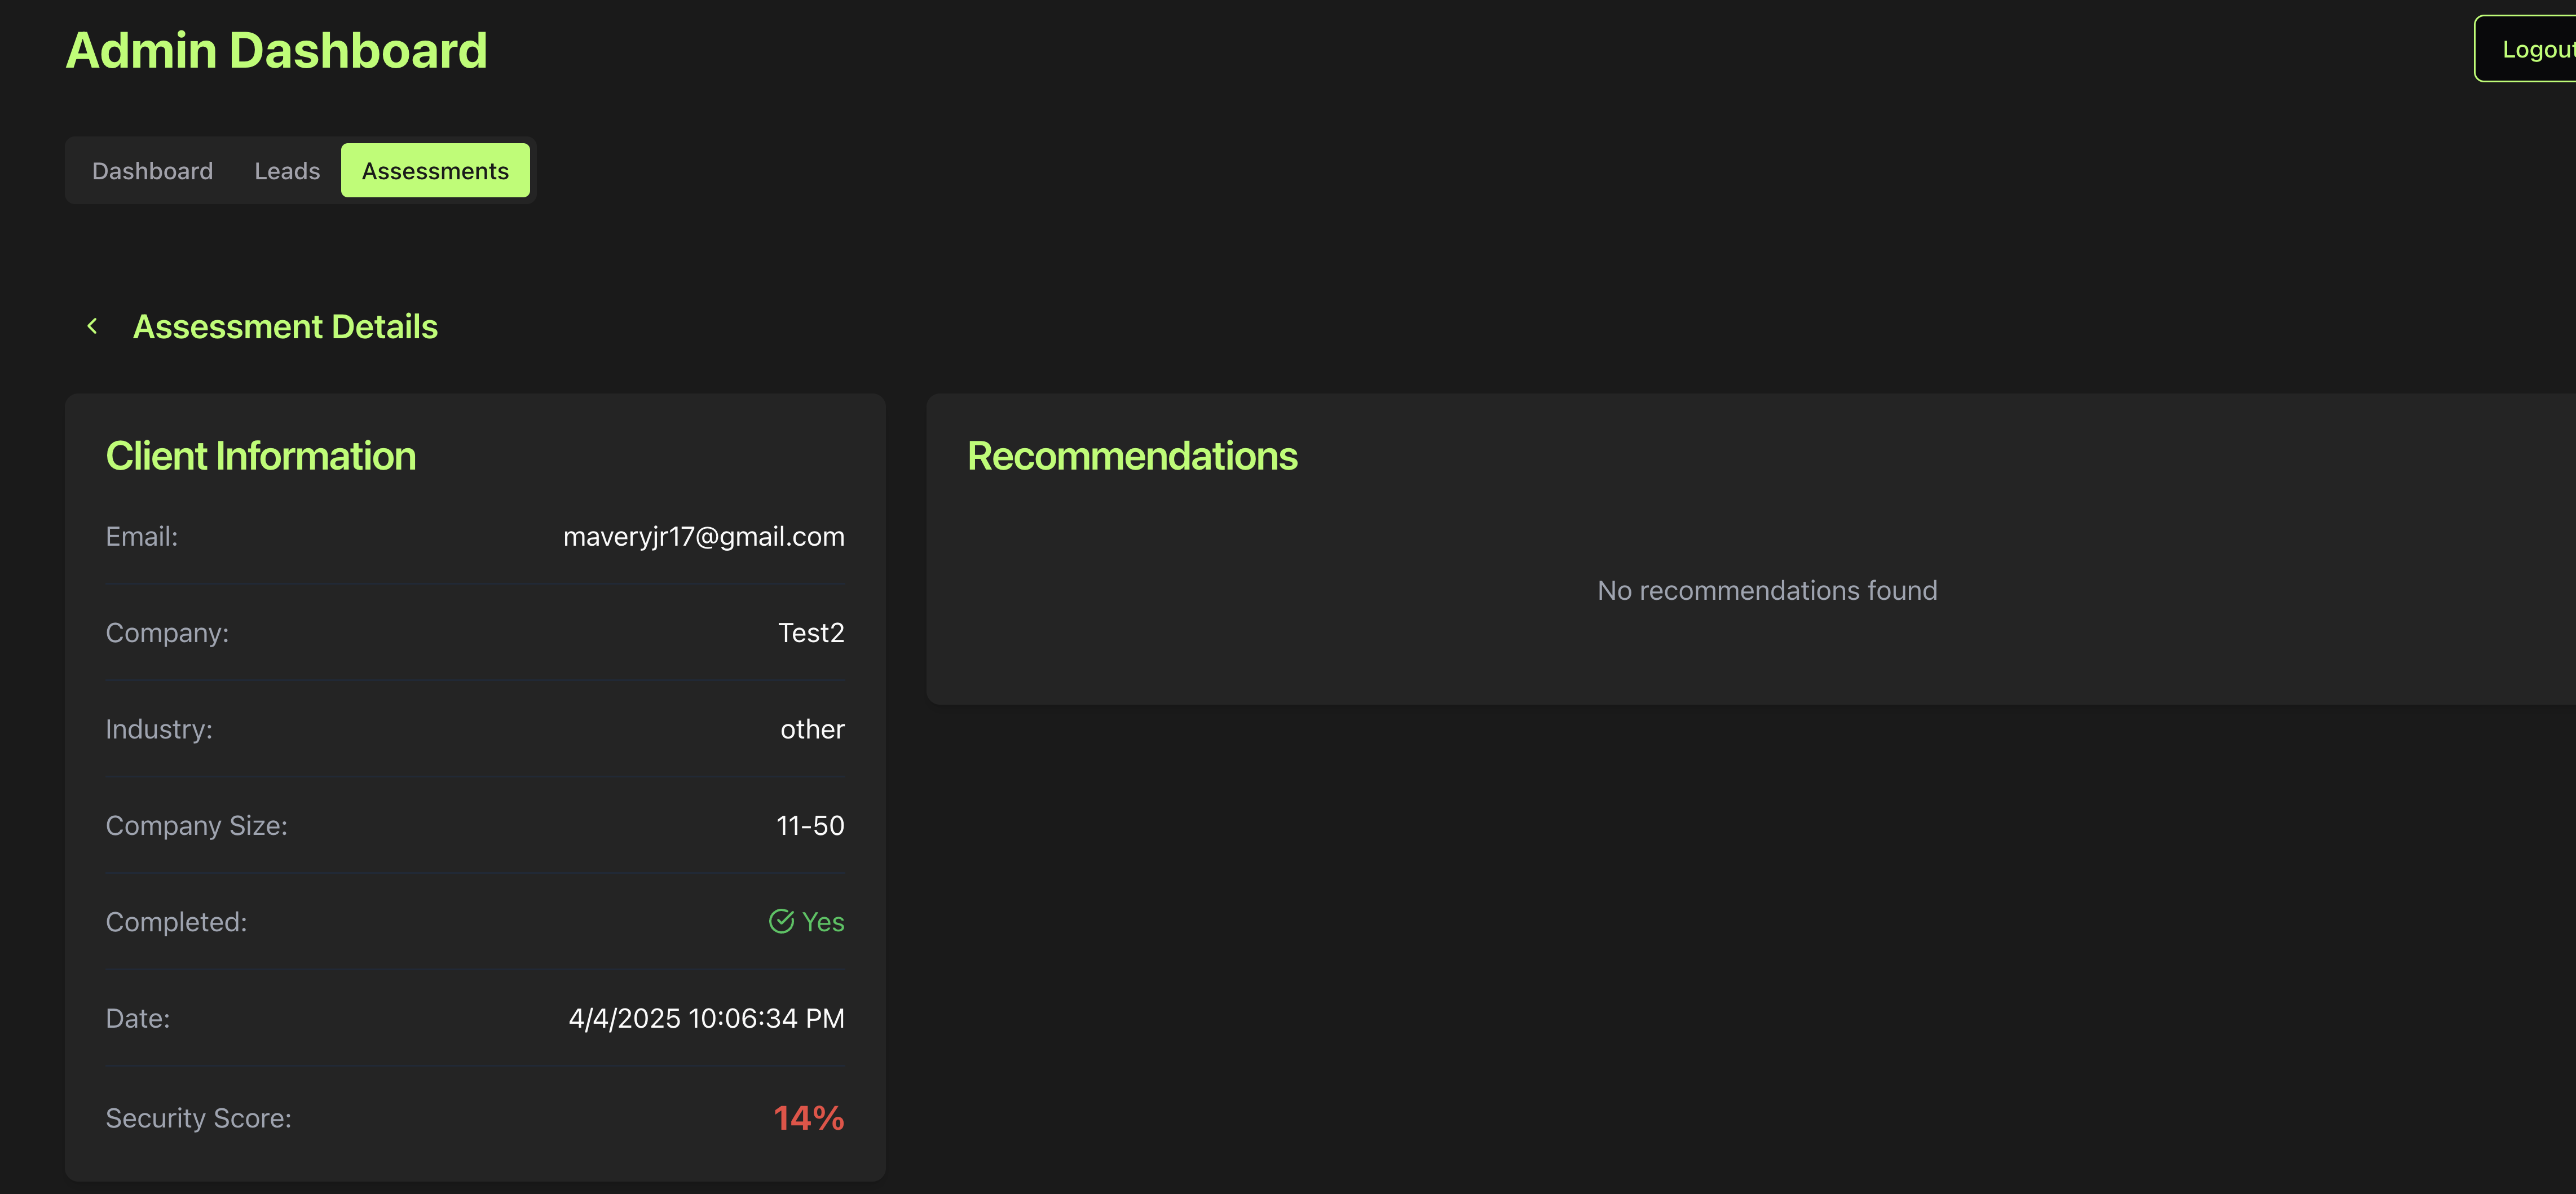 Admin Dashboard
Logout
Dashboard Leads Assessments
Assessment Details
Client Information
Email: maveryjr17@gmail.com
Company: Test2
Industry: other
Company Size: 11-50
Completed: Yes
Date: 4/4/2025 10:06:34 PM
Security Score: 14%
Recommendations
No recommendations found